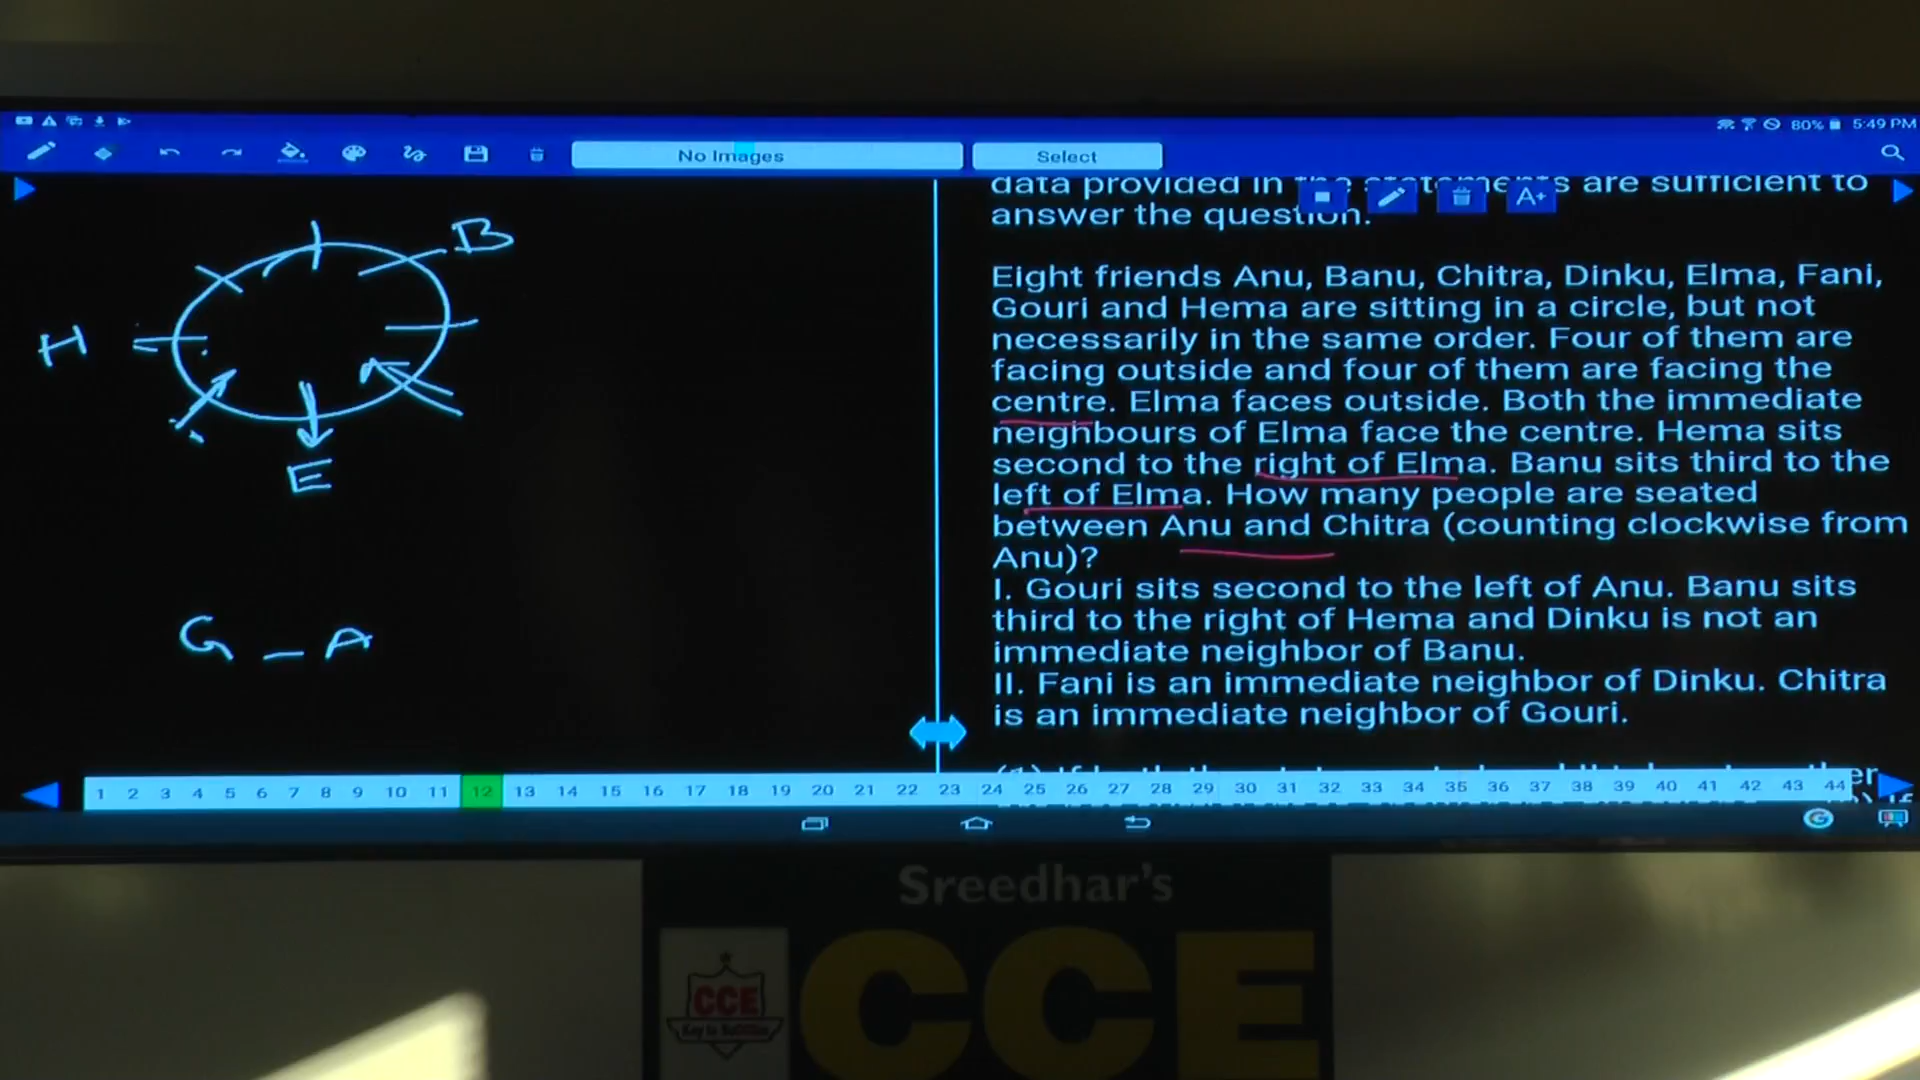 80% 5:49 PM
No Images Select
data provided in the statements are sufficient to
answer the question.
A+
Eight friends Anu, Banu, Chitra, Dinku, Elma, Fani,
Gouri and Hema are sitting in a circle, but not
necessarily in the same order. Four of them are
facing outside and four of them are facing the
centre. Elma faces outside. Both the immediate
neighbours of Elma face the centre. Hema sits
second to the right of Elma. Banu sits third to the
left of Elma. How many people are seated
between Anu and Chitra (counting clockwise from
Anu)?
I. Gouri sits second to the left of Anu. Banu sits
third to the right of Hema and Dinku is not an
immediate neighbor of Banu.
II. Fani is an immediate neighbor of Dinku. Chitra
is an immediate neighbor of Gouri.
B
H
E
G _ A
1 2 3 4 5 6 7 8 9 10 11 12 13 14 15 16 17 18 19 20 21 22 23 24 25 26 27 28 29 30 31 32 33 34 35 36 37 38 39 40 41 42 43 44
Sreedhar's
CCE
CCE